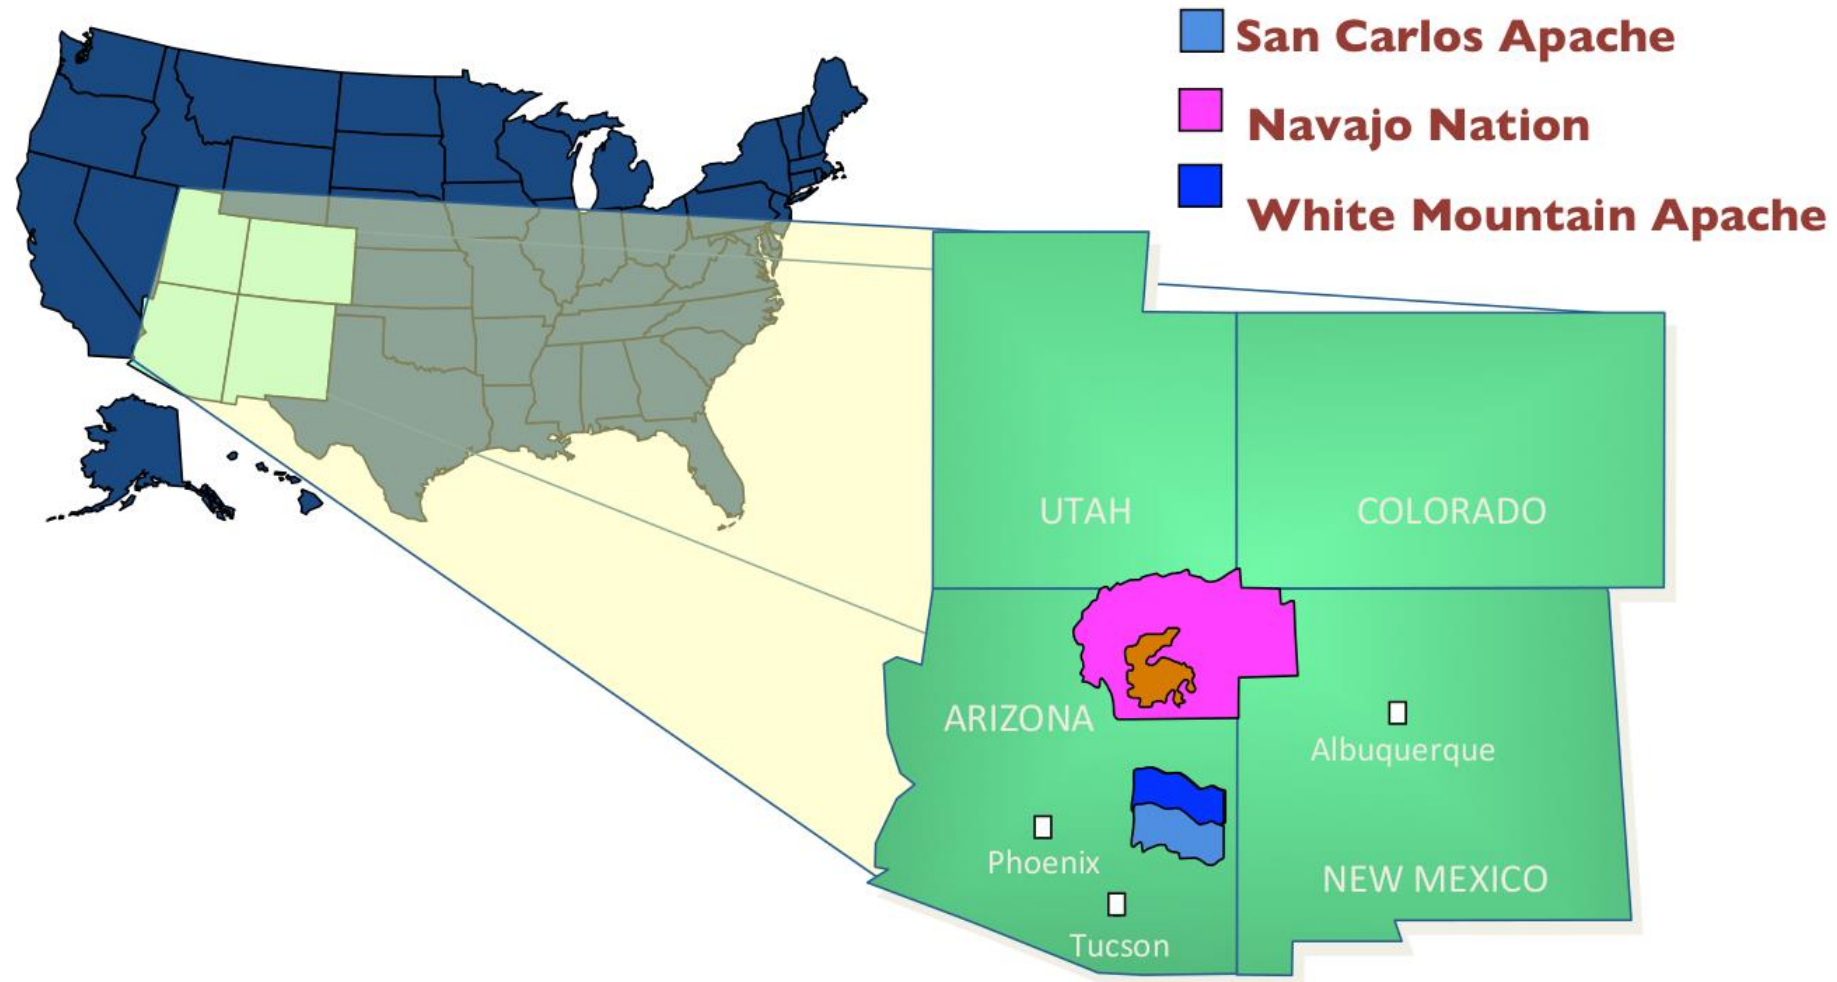 San Carlos Apache
Navajo Nation
White Mountain Apache
UTAH
COLORADO
ARIZONA
Albuquerque
Phoenix
NEW MEXICO
Tucson